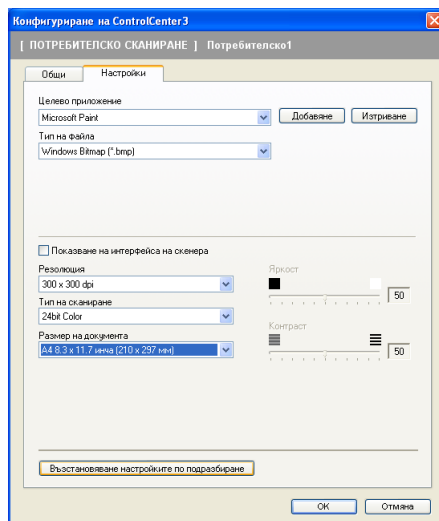 Конфигуриране на ControlCenter3
[ ПОТРЕБИТЕЛСКО СКАНИРАНЕ ] Потребителско1
Общи Настройки
Целево приложение
Microsoft Paint Добавяне Изтриване
Тип на файла
Windows Bitmap (*.bmp)
Показване на интерфейса на скенера
Резолюция Яркост
300 x 300 dpi 50
Тип на сканиране
24bit Color
Размер на документа Контраст
A4 8.3 x 11.7 инча (210 x 297 мм) 50
Възстановяване настройките по подразбиране
OK Отмяна